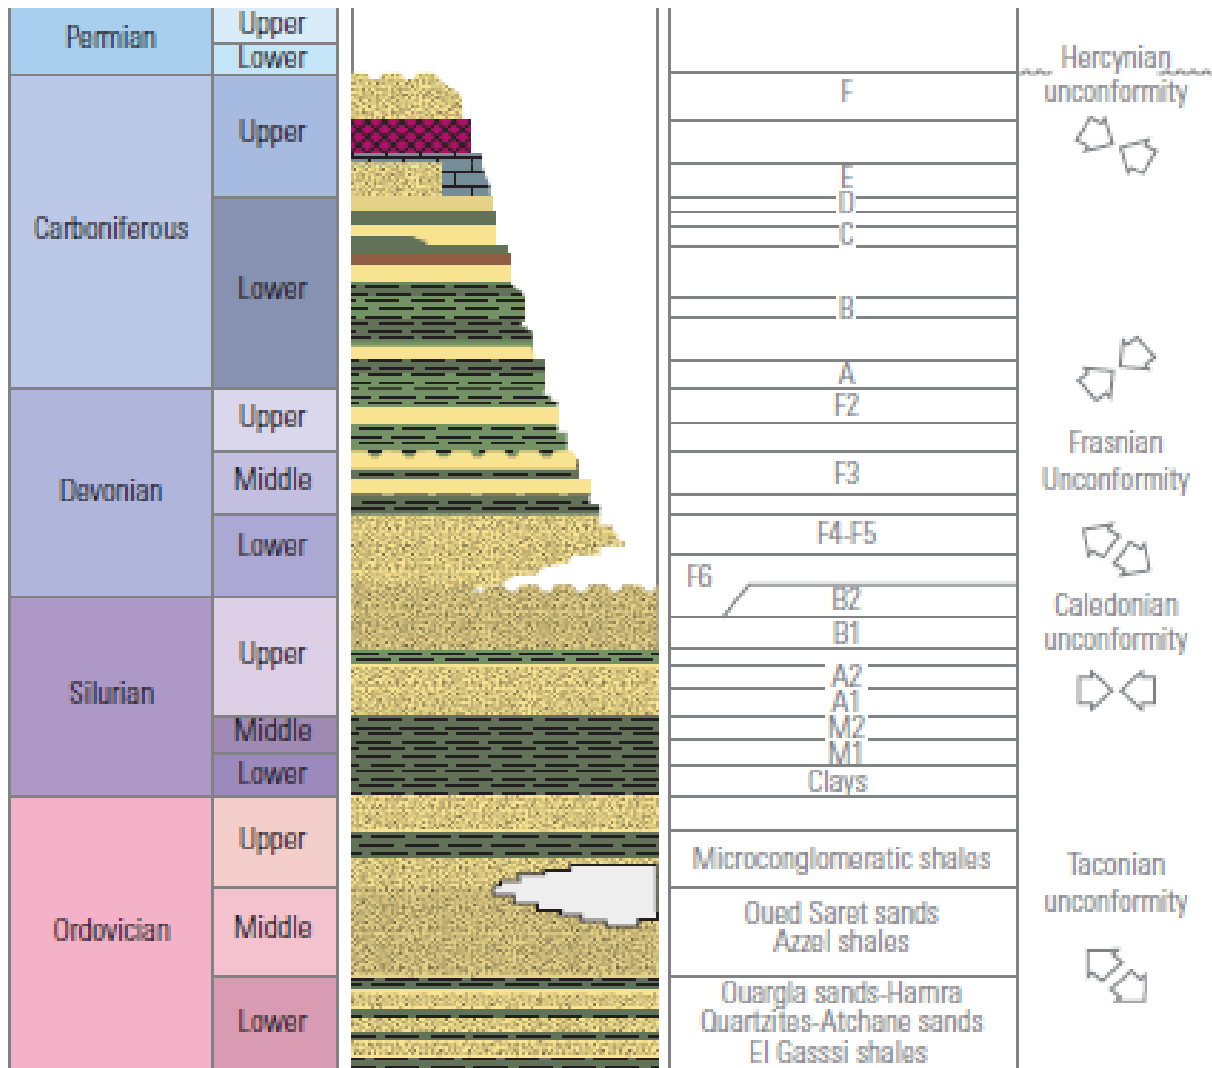 Permian
Upper
Lower
Carboniferous
Upper
Lower
Devonian
Upper
Middle
Lower
Silurian
Upper
Middle
Lower
Ordovician
Upper
Middle
Lower
F
E
D
C
B
A
F2
F3
F4-F5
F6
B2
B1
A2
A1
M2
M1
Clays
Microconglomeratic shales
Oued Saret sands
Azzel shales
Ouargla sands-Hamra
Quartzites-Atchane sands
El Gasssi shales
Hercynian
unconformity
Frasnian
Unconformity
Caledonian
unconformity
Taconian
unconformity